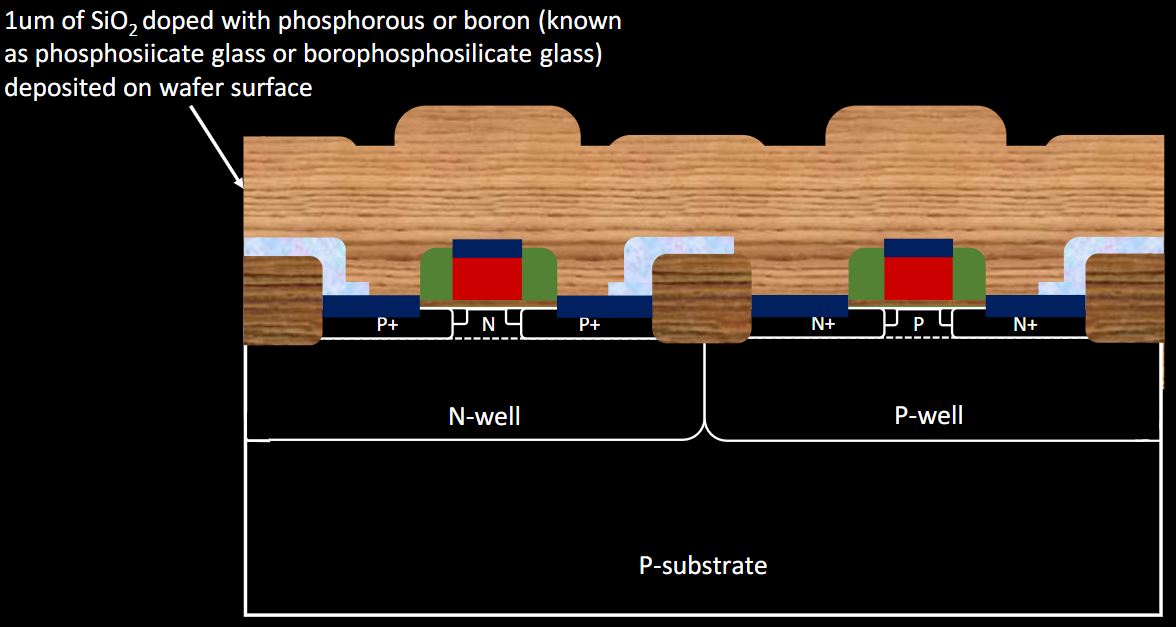 1um of SiO₂ doped with phosphorous or boron (known
as phosphosiicate glass or borophosphosilicate glass)
deposited on wafer surface
P+ N P+ N+ P N+
N-well P-well
P-substrate